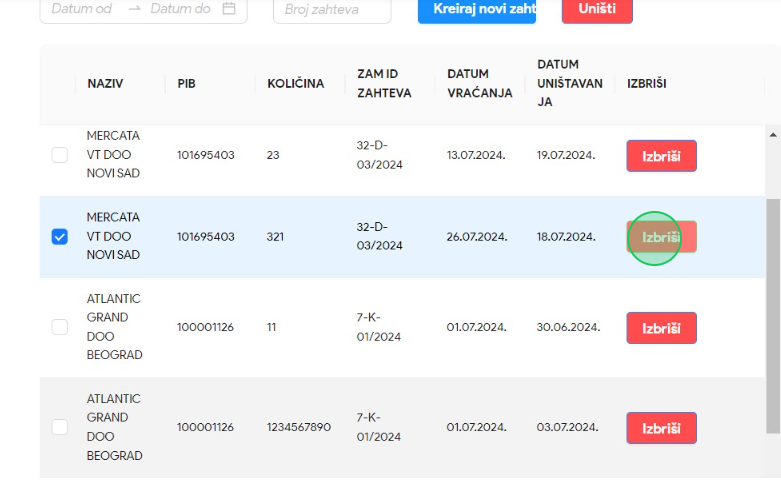 Datum od → Datum do
Broj zahteva
Kreiraj novi zaht
Uništi
NAZIV
PIB
KOLIČINA
ZAM ID
ZAHTEVA
DATUM
VRAĆANJA
DATUM
UNIŠTAVAN
JA
IZBRIŠI
MERCATA
VT DOO
NOVI SAD
101695403
23
32-D-
03/2024
13.07.2024.
19.07.2024.
Izbriši
MERCATA
VT DOO
NOVI SAD
101695403
321
32-D-
03/2024
26.07.2024.
18.07.2024.
Izbriši
ATLANTIC
GRAND
DOO
BEOGRAD
100001126
11
7-K-
01/2024
01.07.2024.
30.06.2024.
Izbriši
ATLANTIC
GRAND
DOO
BEOGRAD
100001126
1234567890
7-K-
01/2024
01.07.2024.
03.07.2024.
Izbriši